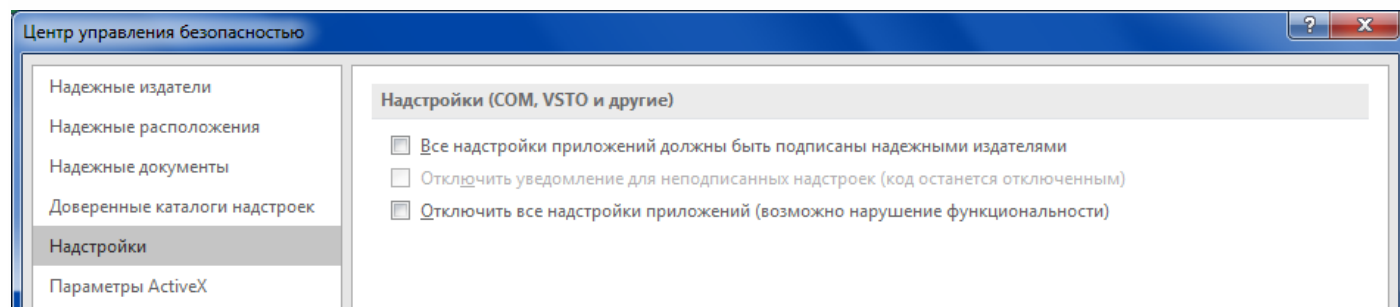 Центр управления безопасностью
? X
Надежные издатели
Надежные расположения
Надежные документы
Доверенные каталоги надстроек
Надстройки
Параметры ActiveX
Надстройки (COM, VSTO и другие)
Все надстройки приложений должны быть подписаны надежными издателями
Отключить уведомление для неподписанных надстроек (код останется отключенным)
Отключить все надстройки приложений (возможно нарушение функциональности)